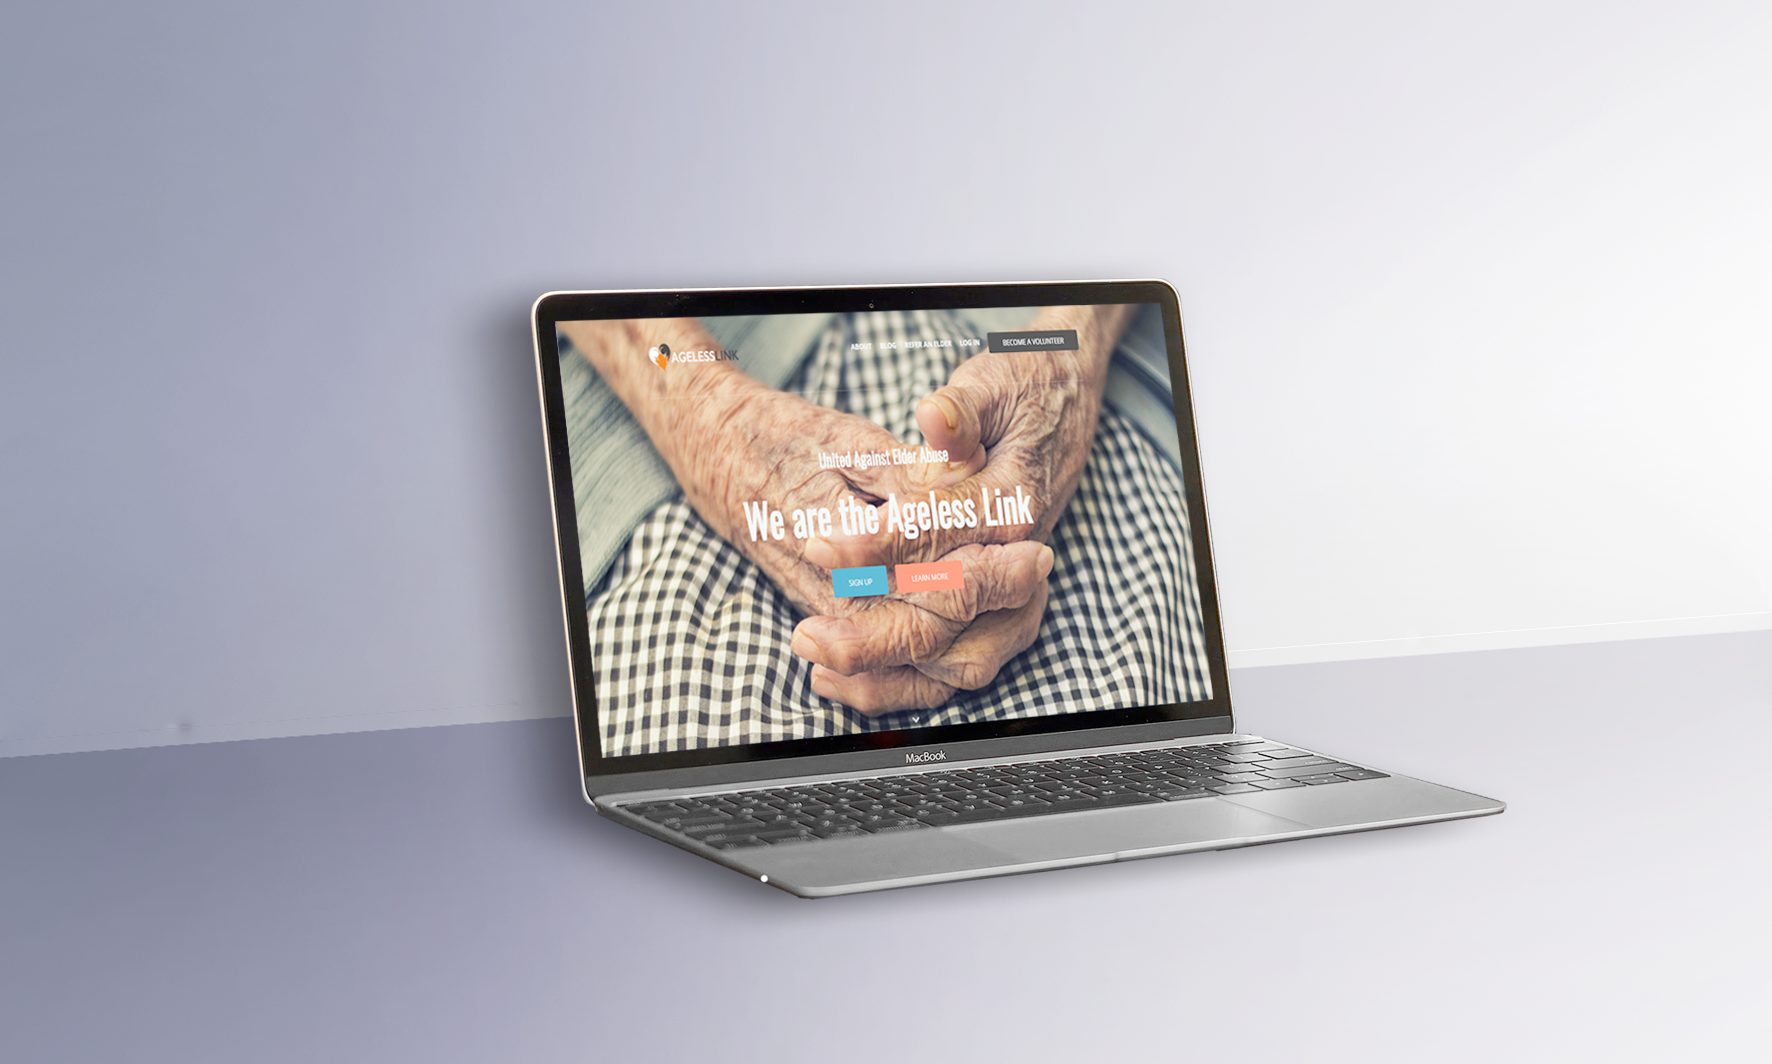 AGELESSLINK
ABOUT BLOG REFER AN ELDER LOG IN BECOME A VOLUNTEER
United Against Elder Abuse
We are the Ageless Link
SIGN UP LEARN MORE
MacBook